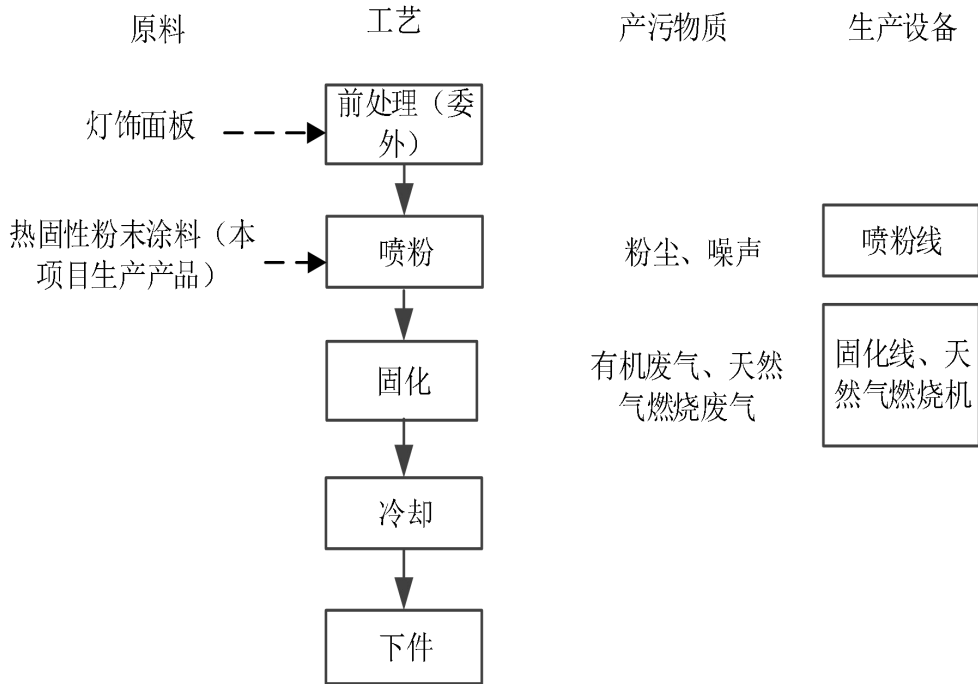 原料
工艺
产污物质
生产设备
灯饰面板
前处理（委
外）
热固性粉末涂料（本
项目生产产品）
喷粉
粉尘、噪声
喷粉线
固化
有机废气、天然
气燃烧废气
固化线、天
然气燃烧机
冷却
下件